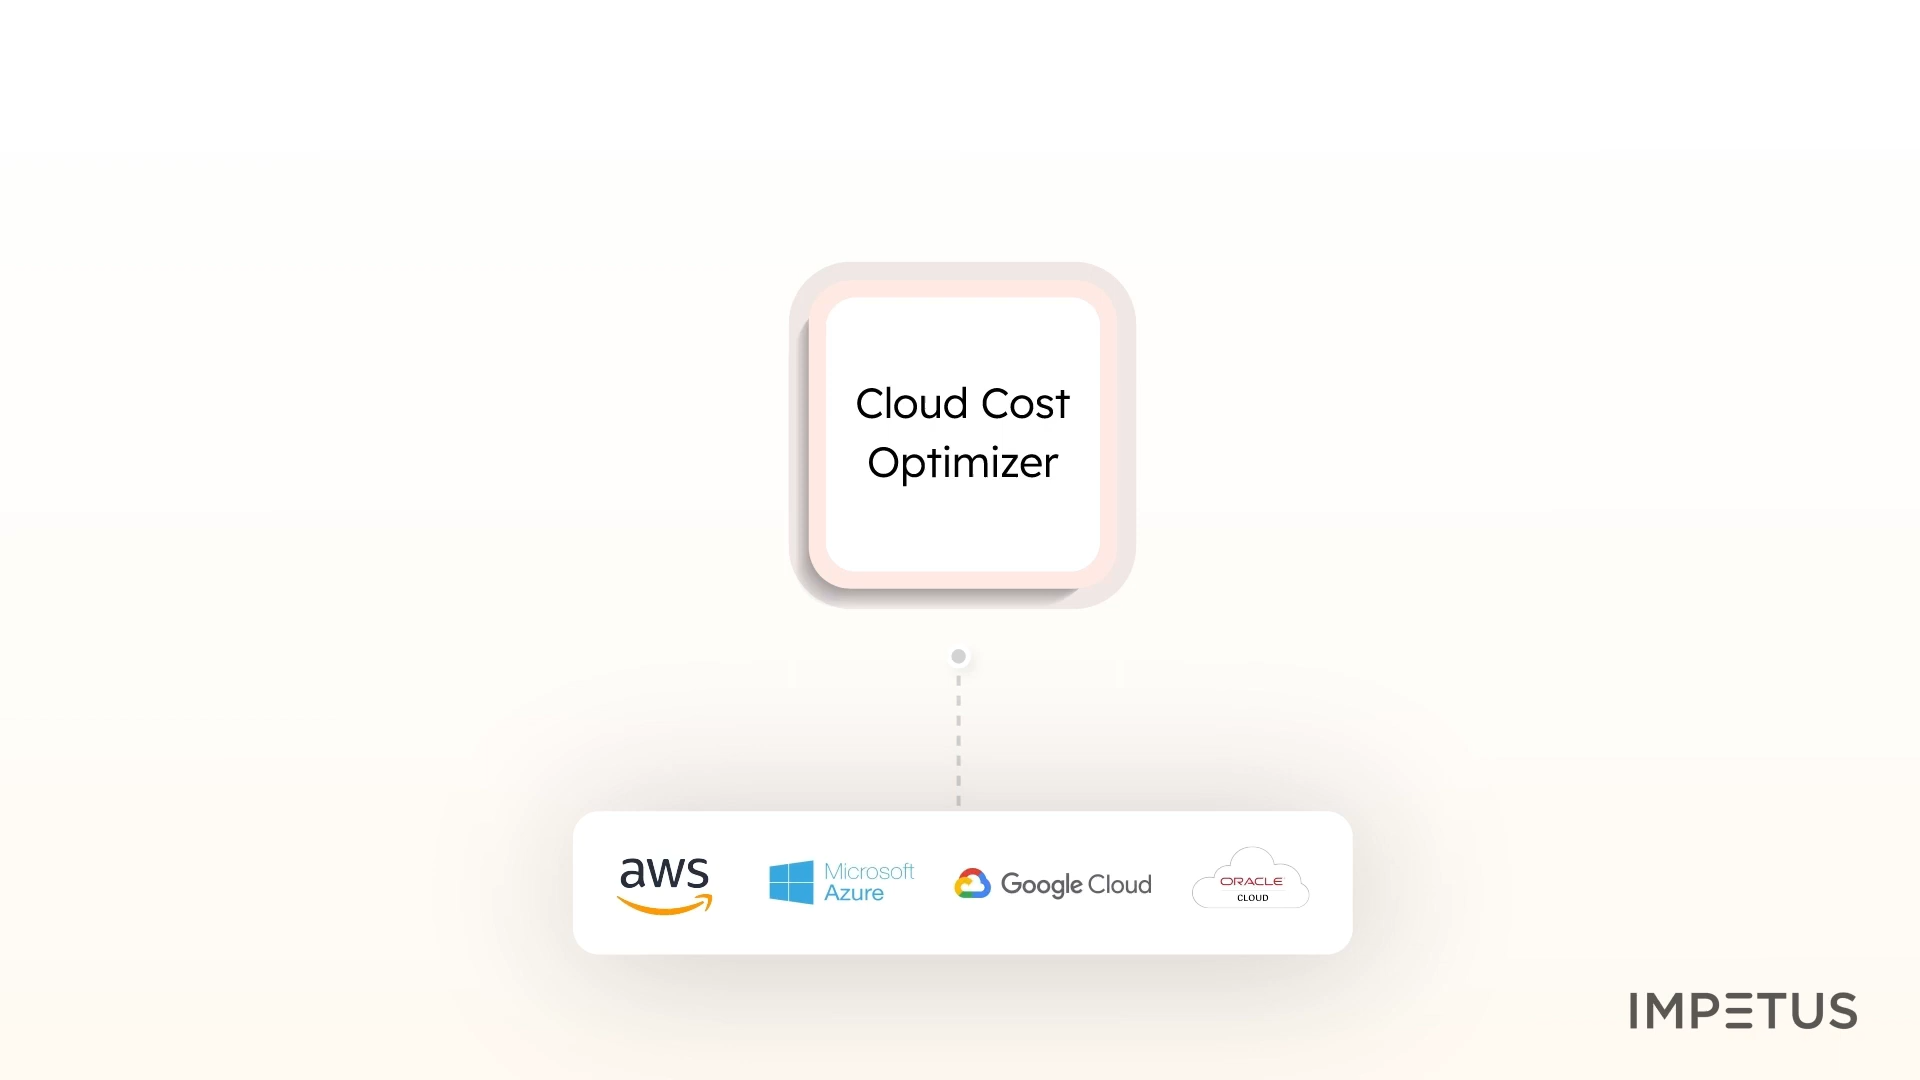 Cloud Cost
Optimizer
aws
Microsoft
Azure
Google Cloud
ORACLE
CLOUD
IMPETUS